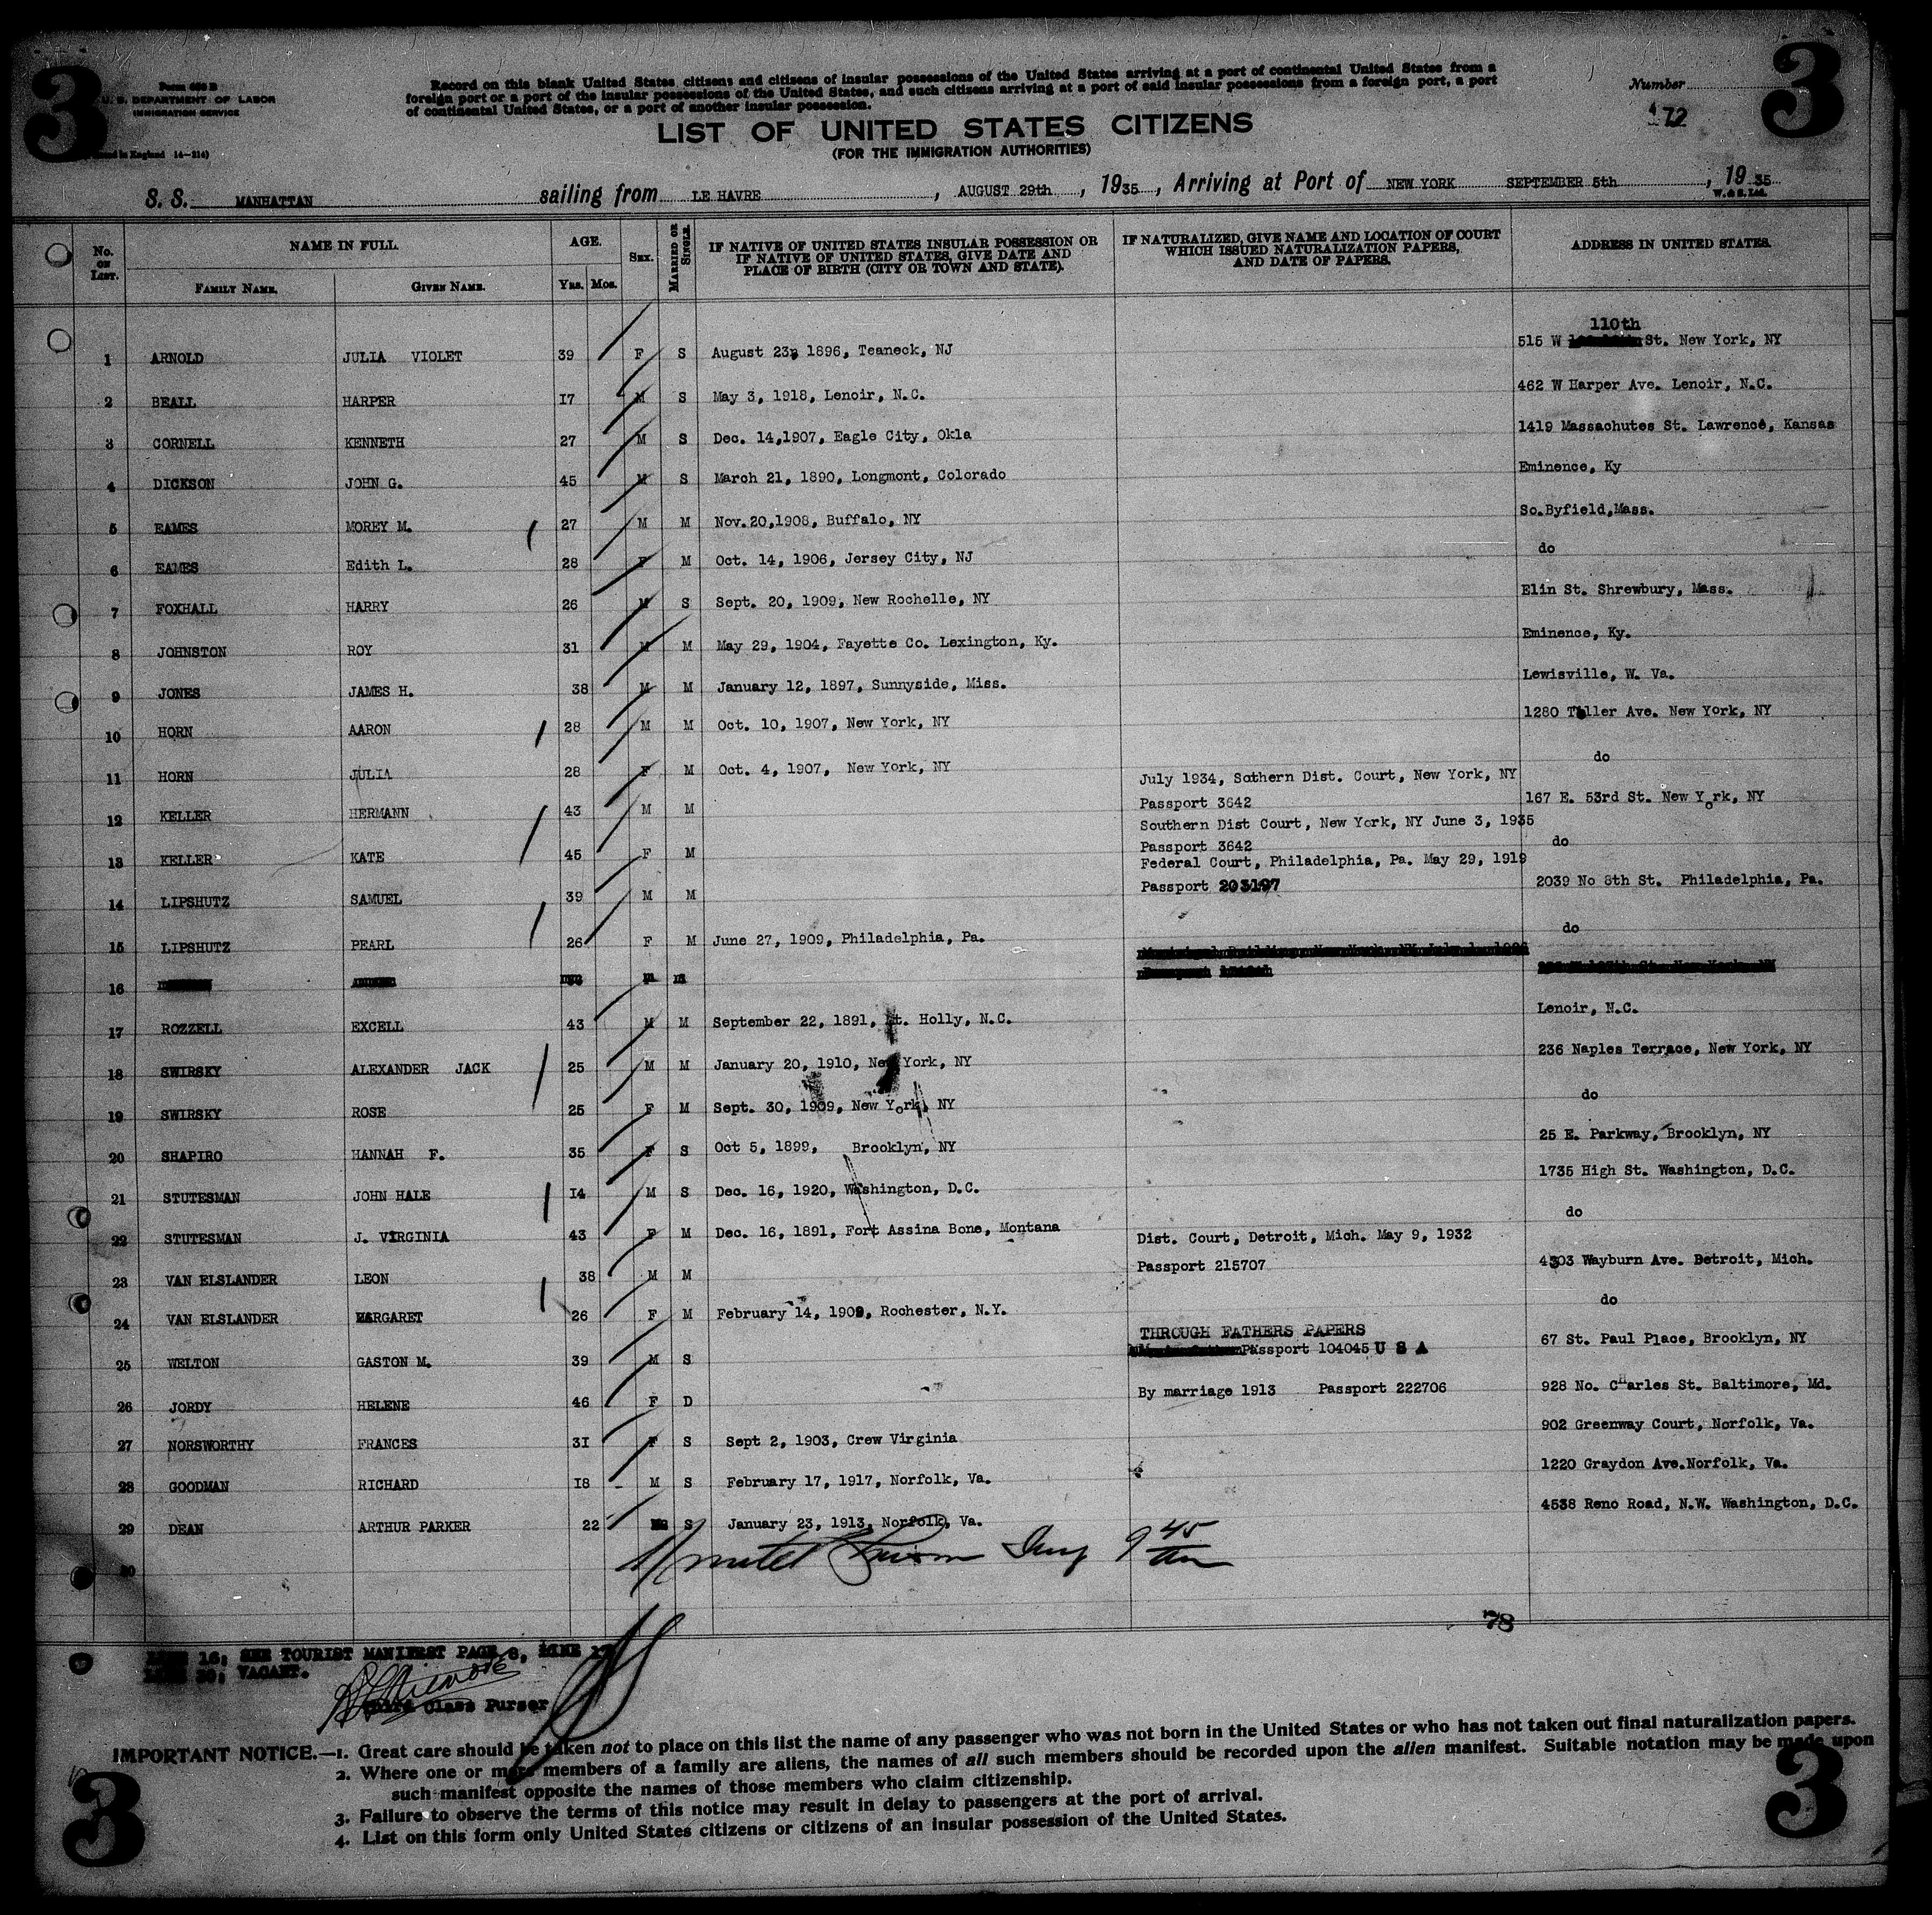 3 3
Form 630 B
U. S. DEPARTMENT OF LABOR
IMMIGRATION SERVICE
in England 14-214)
Record on this blank United States citizens and citizens of insular possessions of the United States arriving at a port of continental United States from a
foreign port or a port of the insular possessions of the United States, and such citizens arriving at a port of said insular possessions from a foreign port, a port
of continental United States, or a port of another insular possession.
Number
172
LIST OF UNITED STATES CITIZENS
(FOR THE IMMIGRATION AUTHORITIES)
S. S. MANHATTAN sailing from LE HAVRE, AUGUST 29th, 1935, Arriving at Port of NEW YORK SEPTEMBER 5th, 1935
W. & S. Ltd.
No. on List. NAME IN FULL. AGE. Sex. Married or Single. IF NATIVE OF UNITED STATES INSULAR POSSESSION OR IF NATIVE OF UNITED STATES, GIVE DATE AND PLACE OF BIRTH (CITY OR TOWN AND STATE). IF NATURALIZED, GIVE NAME AND LOCATION OF COURT WHICH ISSUED NATURALIZATION PAPERS, AND DATE OF PAPERS. ADDRESS IN UNITED STATES.
Family Name. Given Name. Yrs. Mos.
110th
1 ARNOLD JULIA VIOLET 39 F S August 23, 1896, Teaneck, NJ 515 W St. New York, NY
2 BEALL HARPER 17 M S May 3, 1918, Lenoir, N.C. 462 W Harper Ave. Lenoir, N.C.
3 CORNELL KENNETH 27 M S Dec. 14,1907, Eagle City, Okla 1419 Massachutes St. Lawrence, Kansas
4 DICKSON JOHN G. 45 M S March 21, 1890, Longmont, Colorado Eminence, Ky
5 EAMES MOREY M. 27 M M Nov.20,1908, Buffalo, NY So.Byfield,Mass.
6 EAMES Edith L. 28 F M Oct. 14, 1906, Jersey City, NJ do
7 FOXHALL HARRY 26 M S Sept. 20, 1909, New Rochelle, NY Elin St. Shrewbury, Mass.
8 JOHNSTON ROY 31 M M May 29, 1904, Fayette Co. Lexington, Ky. Eminence, Ky.
9 JONES JAMES H. 38 M M January 12, 1897, Sunnyside, Miss. Lewisville, W. Va.
10 HORN AARON 28 M M Oct. 10, 1907, New York, NY 1280 Teller Ave. New York, NY
11 HORN JULIA 28 F M Oct. 4, 1907, New York, NY do
July 1934, Sothern Dist. Court, New York, NY
12 KELLER HERMANN 43 M M Passport 3642 167 E. 53rd St. New York, NY
Southern Dist Court, New York, NY June 3, 1935
13 KELLER KATE 45 F M Passport 3642 do
Federal Court, Philadelphia, Pa. May 29, 1919
14 LIPSHUTZ SAMUEL 39 M M Passport 203197 2039 No 8th St. Philadelphia, Pa.
15 LIPSHUTZ PEARL 26 F M June 27, 1909, Philadelphia, Pa. do
16
17 ROZZELL EXCELL 43 M M September 22, 1891, Mt. Holly, N.C. Lenoir, N.C.
18 SWIRSKY ALEXANDER JACK 25 M M January 20, 1910, New York, NY 236 Naples Terrace, New York, NY
19 SWIRSKY ROSE 25 F M Sept. 30, 1909, New York, NY do
20 SHAPIRO HANNAH F. 35 F S Oct 5, 1899, Brooklyn, NY 25 E. Parkway, Brooklyn, NY
21 STUTESMAN JOHN HALE 14 M S Dec. 16, 1920, Washington, D.C. 1735 High St. Washington, D.C.
22 STUTESMAN J. VIRGINIA 43 F M Dec. 16, 1891, Fort Assina Bone, Montana do
Dist. Court, Detroit, Mich. May 9, 1932
23 VAN ELSLANDER LEON 38 M M Passport 215707 4303 Wayburn Ave. Detroit, Mich.
24 VAN ELSLANDER MARGARET 26 F M February 14, 1909, Rochester, N.Y. do
THROUGH FATHERS PAPERS
25 WELTON GASTON M. 39 M S Passport 104045 U S A 67 St. Paul Place, Brooklyn, NY
26 JORDY HELENE 46 F D By marriage 1913 Passport 222706 928 No. Charles St. Baltimore, Md.
27 NORSWORTHY FRANCES 31 F S Sept 2, 1903, Crew Virginia 902 Greenway Court, Norfolk, Va.
28 GOODMAN RICHARD 18 M S February 17, 1917, Norfolk, Va. 1220 Graydon Ave.Norfolk, Va.
29 DEAN ARTHUR PARKER 22 S January 23, 1913, Norfolk, Va. 4538 Reno Road, N.W. Washington, D.C.
30
9 45
78
LINE 16; SEE TOURIST MANIFEST PAGE 8, LINE
LINE 30; VACANT.
Third Class Purser
IMPORTANT NOTICE.—1. Great care should be taken not to place on this list the name of any passenger who was not born in the United States or who has not taken out final naturalization papers.
2. Where one or more members of a family are aliens, the names of all such members should be recorded upon the alien manifest. Suitable notation may be made upon
such manifest opposite the names of those members who claim citizenship.
3. Failure to observe the terms of this notice may result in delay to passengers at the port of arrival.
4. List on this form only United States citizens or citizens of an insular possession of the United States.
3 3